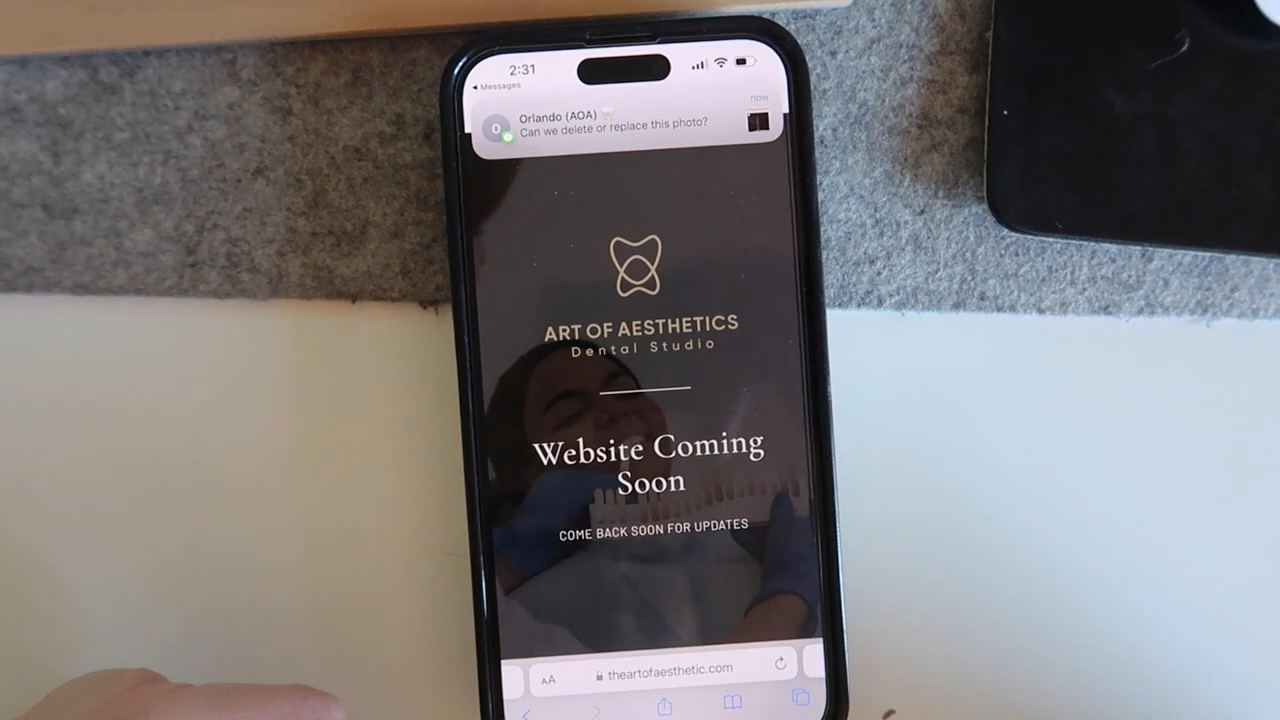 2:31
◀ Messages
now
Orlando (AOA) 🦷
Can we delete or replace this photo?
O
ART OF AESTHETICS
Dental Studio
Website Coming
Soon
COME BACK SOON FOR UPDATES
AA
theartofaesthetic.com